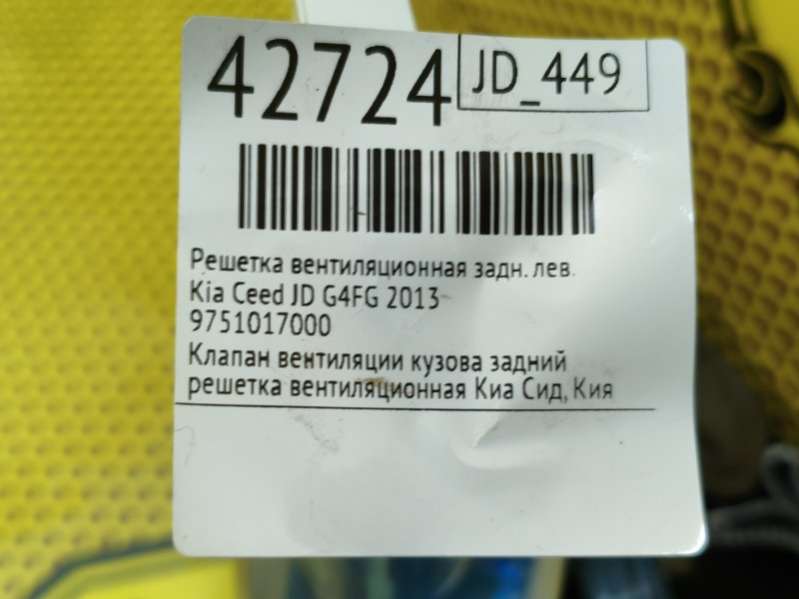 42724
JD_449
Решетка вентиляционная задн. лев.
Kia Ceed JD G4FG 2013-
9751017000
Клапан вентиляции кузова задний
решетка вентиляционная Киа Сид, Кия